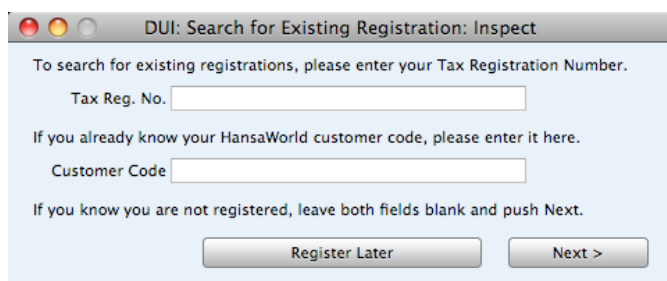 DUI: Search for Existing Registration: Inspect
To search for existing registrations, please enter your Tax Registration Number.
Tax Reg. No.
If you already know your HansaWorld customer code, please enter it here.
Customer Code
If you know you are not registered, leave both fields blank and push Next.
Register Later Next >